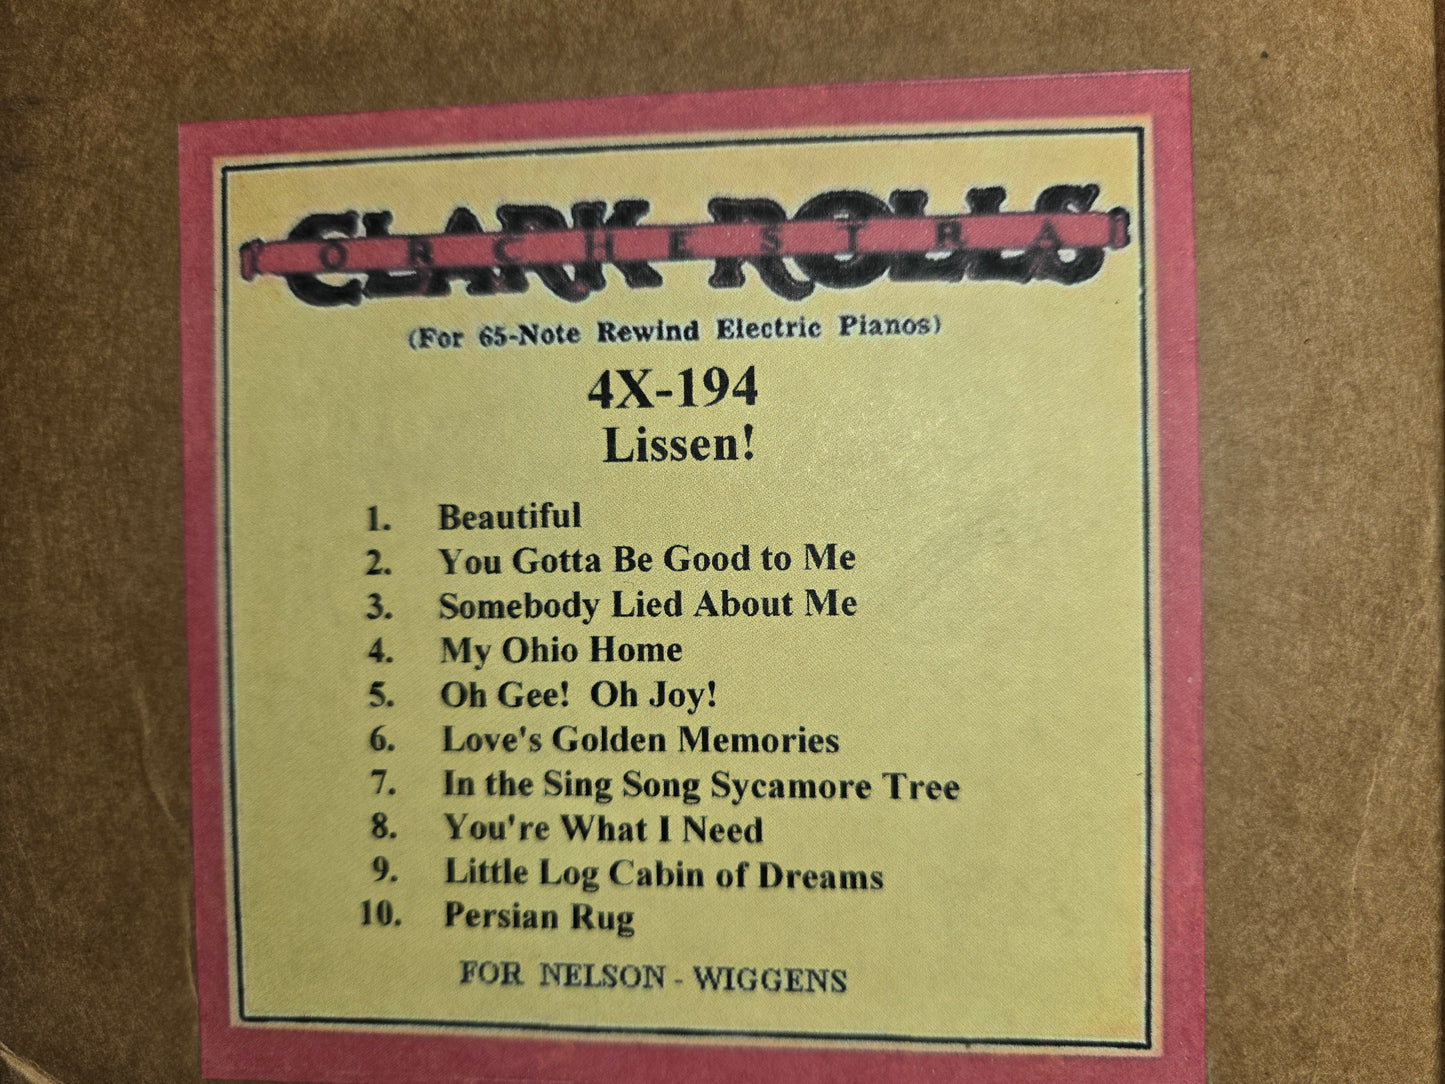 CLARK ROLLS
ORCHESTRA
(For 65-Note Rewind Electric Pianos)
4X-194
Lissen!
1. Beautiful
2. You Gotta Be Good to Me
3. Somebody Lied About Me
4. My Ohio Home
5. Oh Gee!  Oh Joy!
6. Love's Golden Memories
7. In the Sing Song Sycamore Tree
8. You're What I Need
9. Little Log Cabin of Dreams
10. Persian Rug
FOR NELSON - WIGGENS